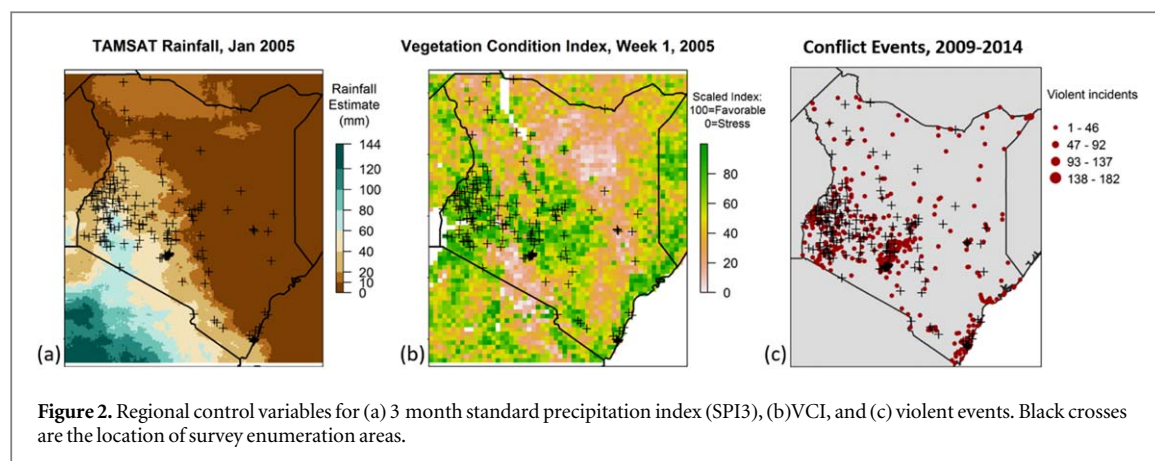 TAMSAT Rainfall, Jan 2005
Rainfall
Estimate
(mm)
144
120
100
80
60
40
20
10
0
(a)
Vegetation Condition Index, Week 1, 2005
Scaled Index:
100=Favorable
0=Stress
80
60
40
20
0
(b)
Conflict Events, 2009-2014
Violent incidents
1 - 46
47 - 92
93 - 137
138 - 182
(c)
Figure 2. Regional control variables for (a) 3 month standard precipitation index (SPI3), (b)VCI, and (c) violent events. Black crosses
are the location of survey enumeration areas.